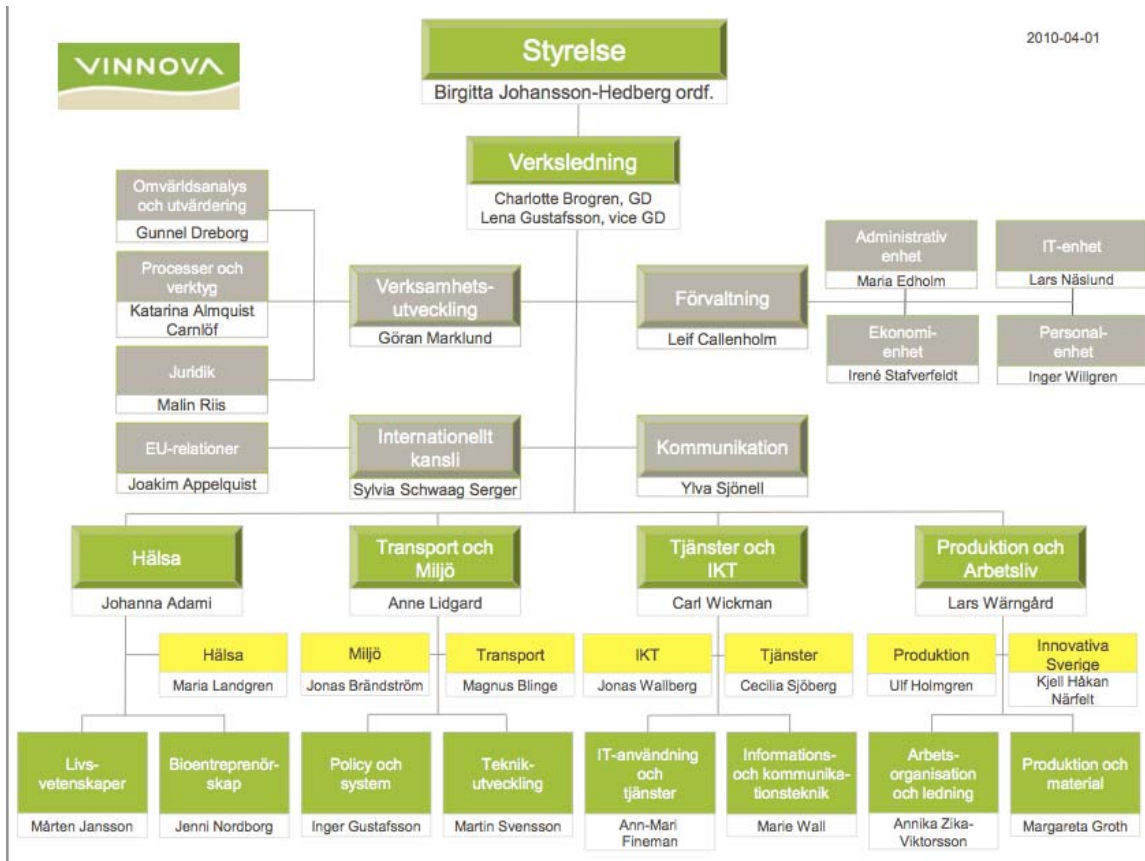 VINNOVA
2010-04-01
Styrelse
Birgitta Johansson-Hedberg ordf.
Verksledning
Charlotte Brogren, GD
Lena Gustafsson, vice GD
Omvärldsanalys
och utvärdering
Gunnel Dreborg
Processer och
verktyg
Katarina Almquist
Carnlöf
Juridik
Malin Riis
Verksamhets-
utveckling
Göran Marklund
Förvaltning
Leif Callenholm
Administrativ
enhet
Maria Edholm
IT-enhet
Lars Näslund
Ekonomi-
enhet
Irené Stafverfeldt
Personal-
enhet
Inger Willgren
EU-relationer
Joakim Appelquist
Internationellt
kansli
Sylvia Schwaag Serger
Kommunikation
Ylva Sjönell
Hälsa
Johanna Adami
Transport och
Miljö
Anne Lidgard
Tjänster och
IKT
Carl Wickman
Produktion och
Arbetsliv
Lars Wärngård
Hälsa
Maria Landgren
Miljö
Jonas Brändström
Transport
Magnus Blinge
IKT
Jonas Wallberg
Tjänster
Cecilia Sjöberg
Produktion
Ulf Holmgren
Innovativa
Sverige
Kjell Håkan
Närfelt
Livs-
vetenskaper
Mårten Jansson
Bioentreprenör-
skap
Jenni Nordborg
Policy och
system
Inger Gustafsson
Teknik-
utveckling
Martin Svensson
IT-användning
och
tjänster
Ann-Mari
Fineman
Informations-
och kommunika-
tionsteknik
Marie Wall
Arbets-
organisation
och ledning
Annika Zika-
Viktorsson
Produktion och
material
Margareta Groth